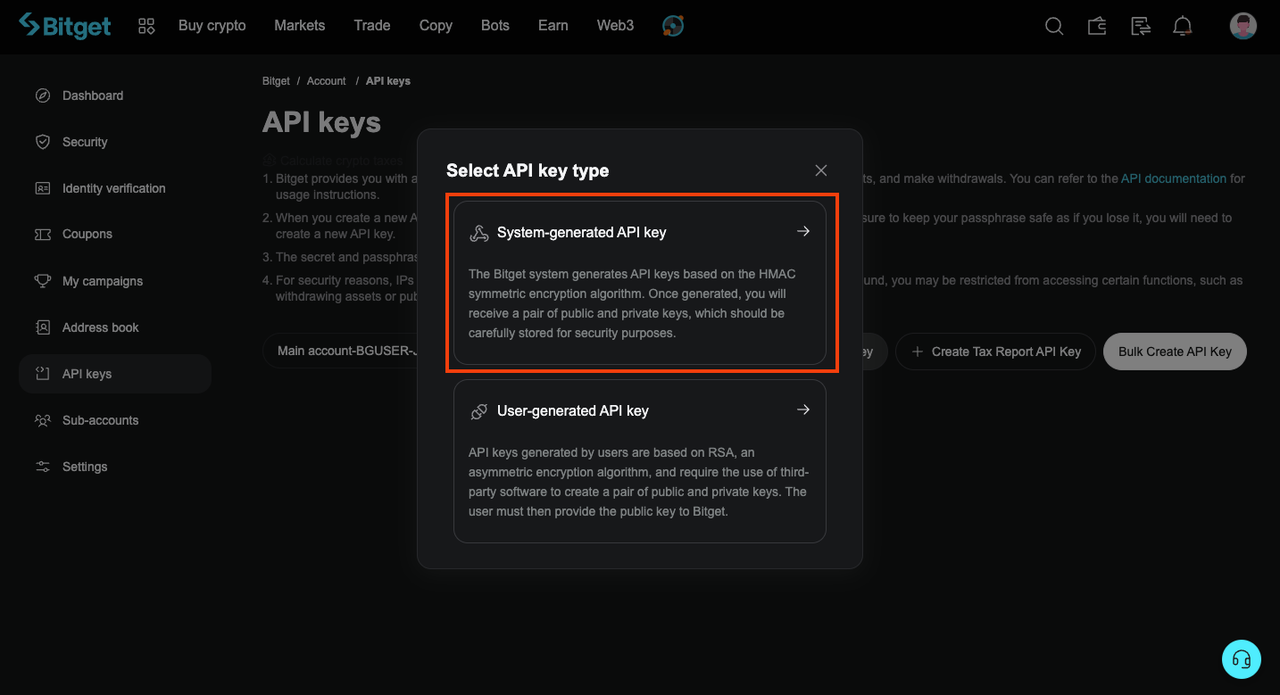 Bitget
Buy crypto
Markets
Trade
Copy
Bots
Earn
Web3
Dashboard
Security
Identity verification
Coupons
My campaigns
Address book
API keys
Sub-accounts
Settings
Bitget / Account / API keys
API keys
Calculate crypto taxes
1. Bitget provides you with a
ts, and make withdrawals. You can refer to the API documentation for
usage instructions.
2. When you create a new A
sure to keep your passphrase safe as if you lose it, you will need to
create a new API key.
3. The secret and passphras
4. For security reasons, IPs
und, you may be restricted from accessing certain functions, such as
withdrawing assets or pub
Main account-BGUSER-J
ey
+ Create Tax Report API Key
Bulk Create API Key
Select API key type
System-generated API key
The Bitget system generates API keys based on the HMAC
symmetric encryption algorithm. Once generated, you will
receive a pair of public and private keys, which should be
carefully stored for security purposes.
User-generated API key
API keys generated by users are based on RSA, an
asymmetric encryption algorithm, and require the use of third-
party software to create a pair of public and private keys. The
user must then provide the public key to Bitget.